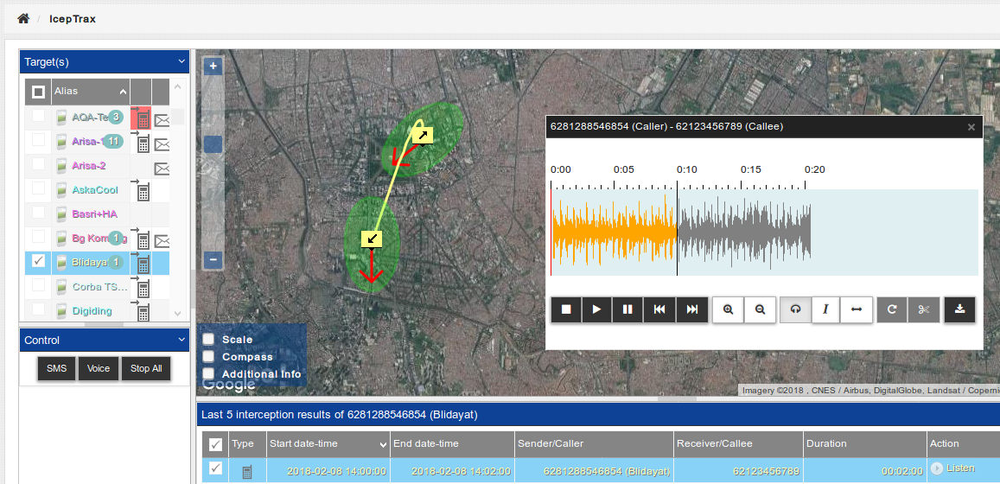 / IcepTrax
Target(s)
Alias
AQA-Te 3
Arisa-1 11
Arisa-2
AskaCool
Basri+HA
Bg Kom g 1
Blidaya 1
Corba TS...
Digiding
Control
SMS Voice Stop All
+
−
Scale
Compass
Additional Info
Google
6281288546854 (Caller) - 62123456789 (Callee) ×
0:00 0:05 0:10 0:15 0:20
I
Imagery ©2018 , CNES / Airbus, DigitalGlobe, Landsat / Coperni
Last 5 interception results of 6281288546854 (Blidayat)
Type Start date-time End date-time Sender/Caller Receiver/Callee Duration Action
2018-02-08 14:00:00 2018-02-08 14:02:00 6281288546854 (Blidayat) 62123456789 00:02:00 Listen